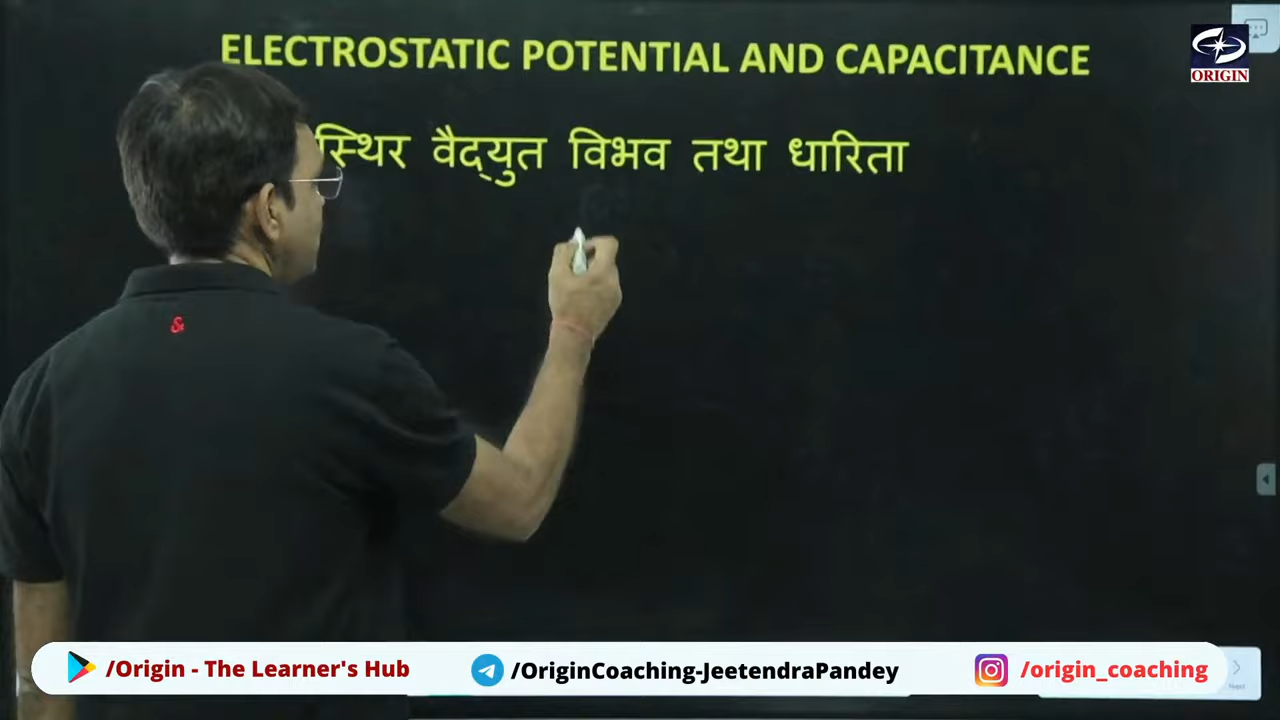 ELECTROSTATIC POTENTIAL AND CAPACITANCE
ORIGIN
स्थिर वैद्युत विभव तथा धारिता
/Origin - The Learner's Hub
/OriginCoaching-JeetendraPandey
/origin_coaching